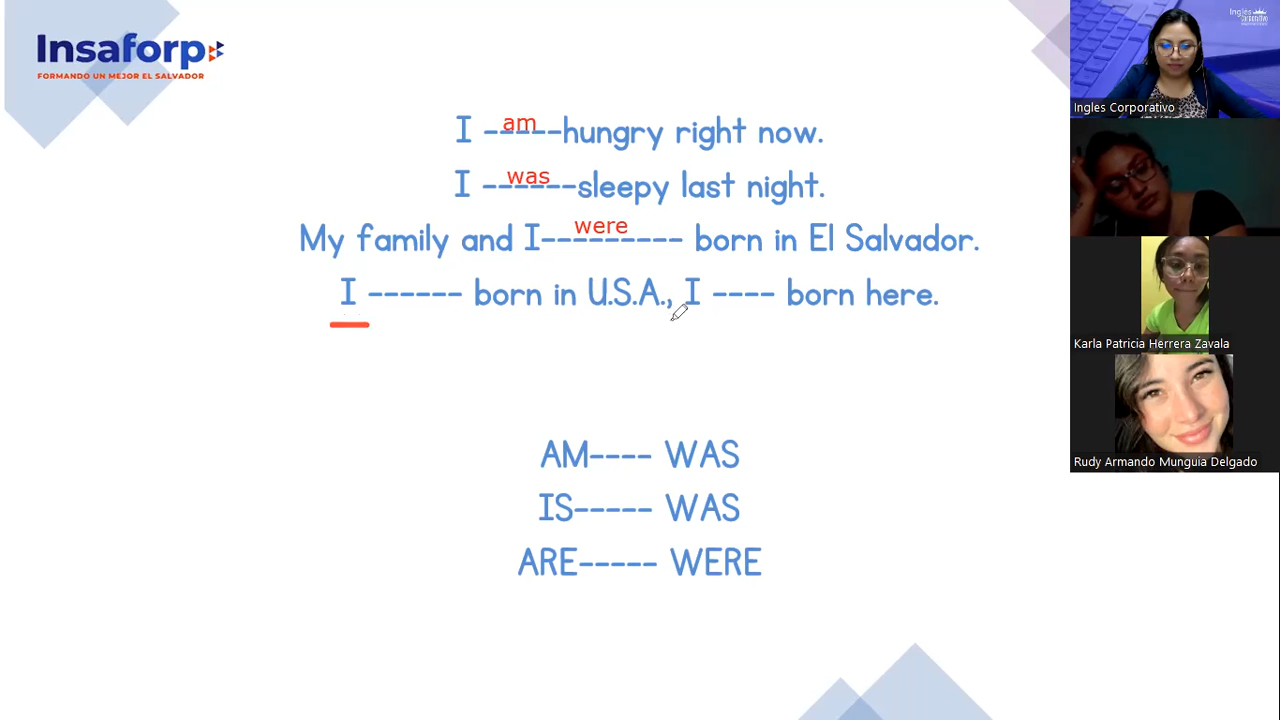 Insaforp
FORMANDO UN MEJOR EL SALVADOR
I -----hungry right now.
am
I ------sleepy last night.
was
My family and I--------- born in El Salvador.
were
I ------ born in U.S.A., I ---- born here.
AM---- WAS
IS----- WAS
ARE----- WERE
Inglés
Corporativo
Ingles Corporativo
Karla Patricia Herrera Zavala
Rudy Armando Munguia Delgado